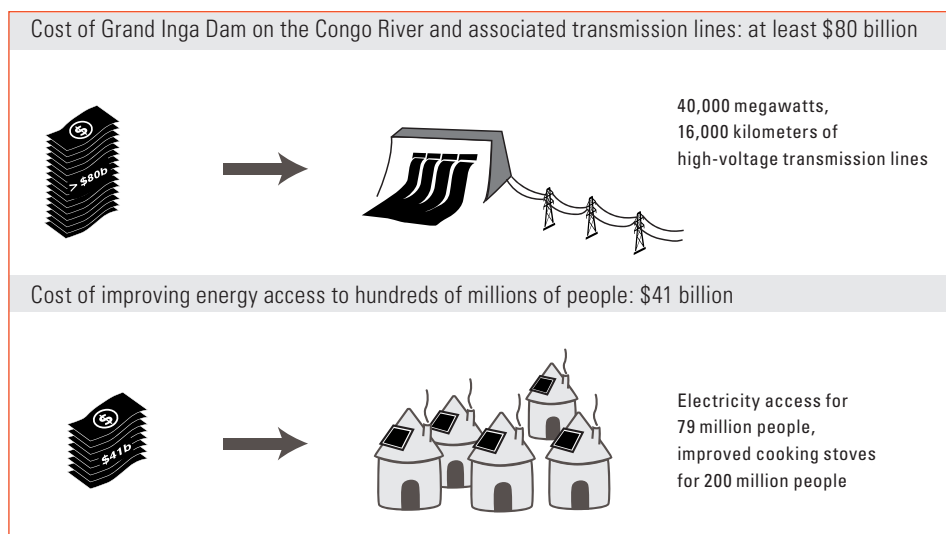 Cost of Grand Inga Dam on the Congo River and associated transmission lines: at least $80 billion
$
> $80b
40,000 megawatts,
16,000 kilometers of
high-voltage transmission lines
Cost of improving energy access to hundreds of millions of people: $41 billion
$
$41b
Electricity access for
79 million people,
improved cooking stoves
for 200 million people